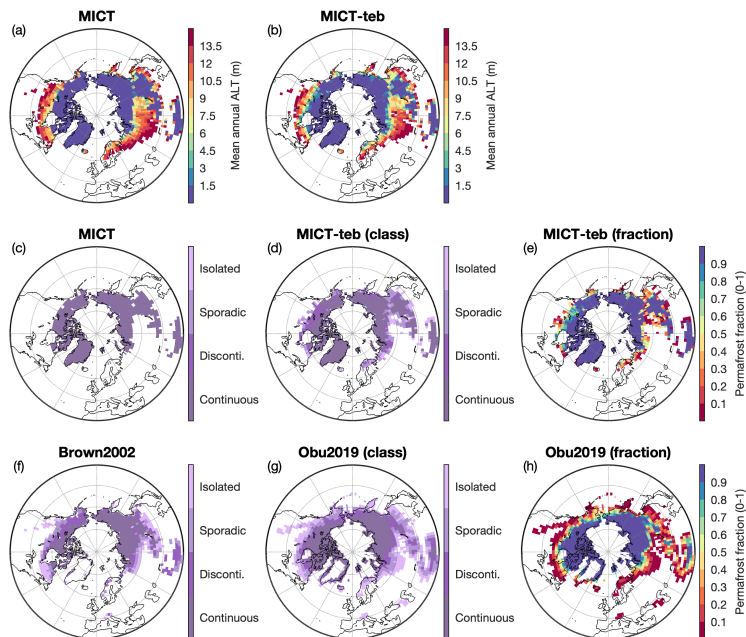 MICT
MICT-teb
(a)
(b)
13.5
12
10.5
9
7.5
6
4.5
3
1.5
Mean annual ALT (m)
13.5
12
10.5
9
7.5
6
4.5
3
1.5
Mean annual ALT (m)
MICT
MICT-teb (class)
MICT-teb (fraction)
(c)
(d)
(e)
Isolated
Sporadic
Disconti.
Continuous
Isolated
Sporadic
Disconti.
Continuous
0.9
0.8
0.7
0.6
0.5
0.4
0.3
0.2
0.1
Permafrost fraction (0-1)
Brown2002
Obu2019 (class)
Obu2019 (fraction)
(f)
(g)
(h)
Isolated
Sporadic
Disconti.
Continuous
Isolated
Sporadic
Disconti.
Continuous
0.9
0.8
0.7
0.6
0.5
0.4
0.3
0.2
0.1
Permafrost fraction (0-1)